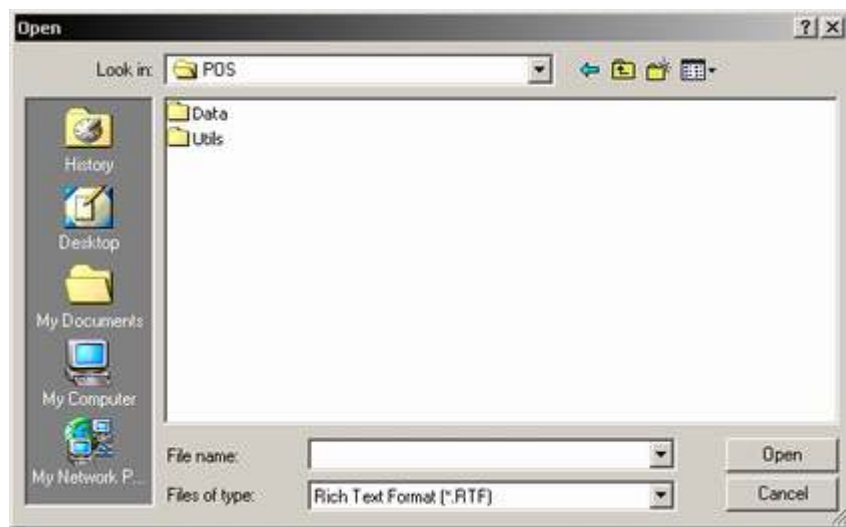 Open
Look in: POS
Data
Utils
History
Desktop
My Documents
My Computer
My Network P...
File name:
Open
Files of type: Rich Text Format (*.RTF)
Cancel